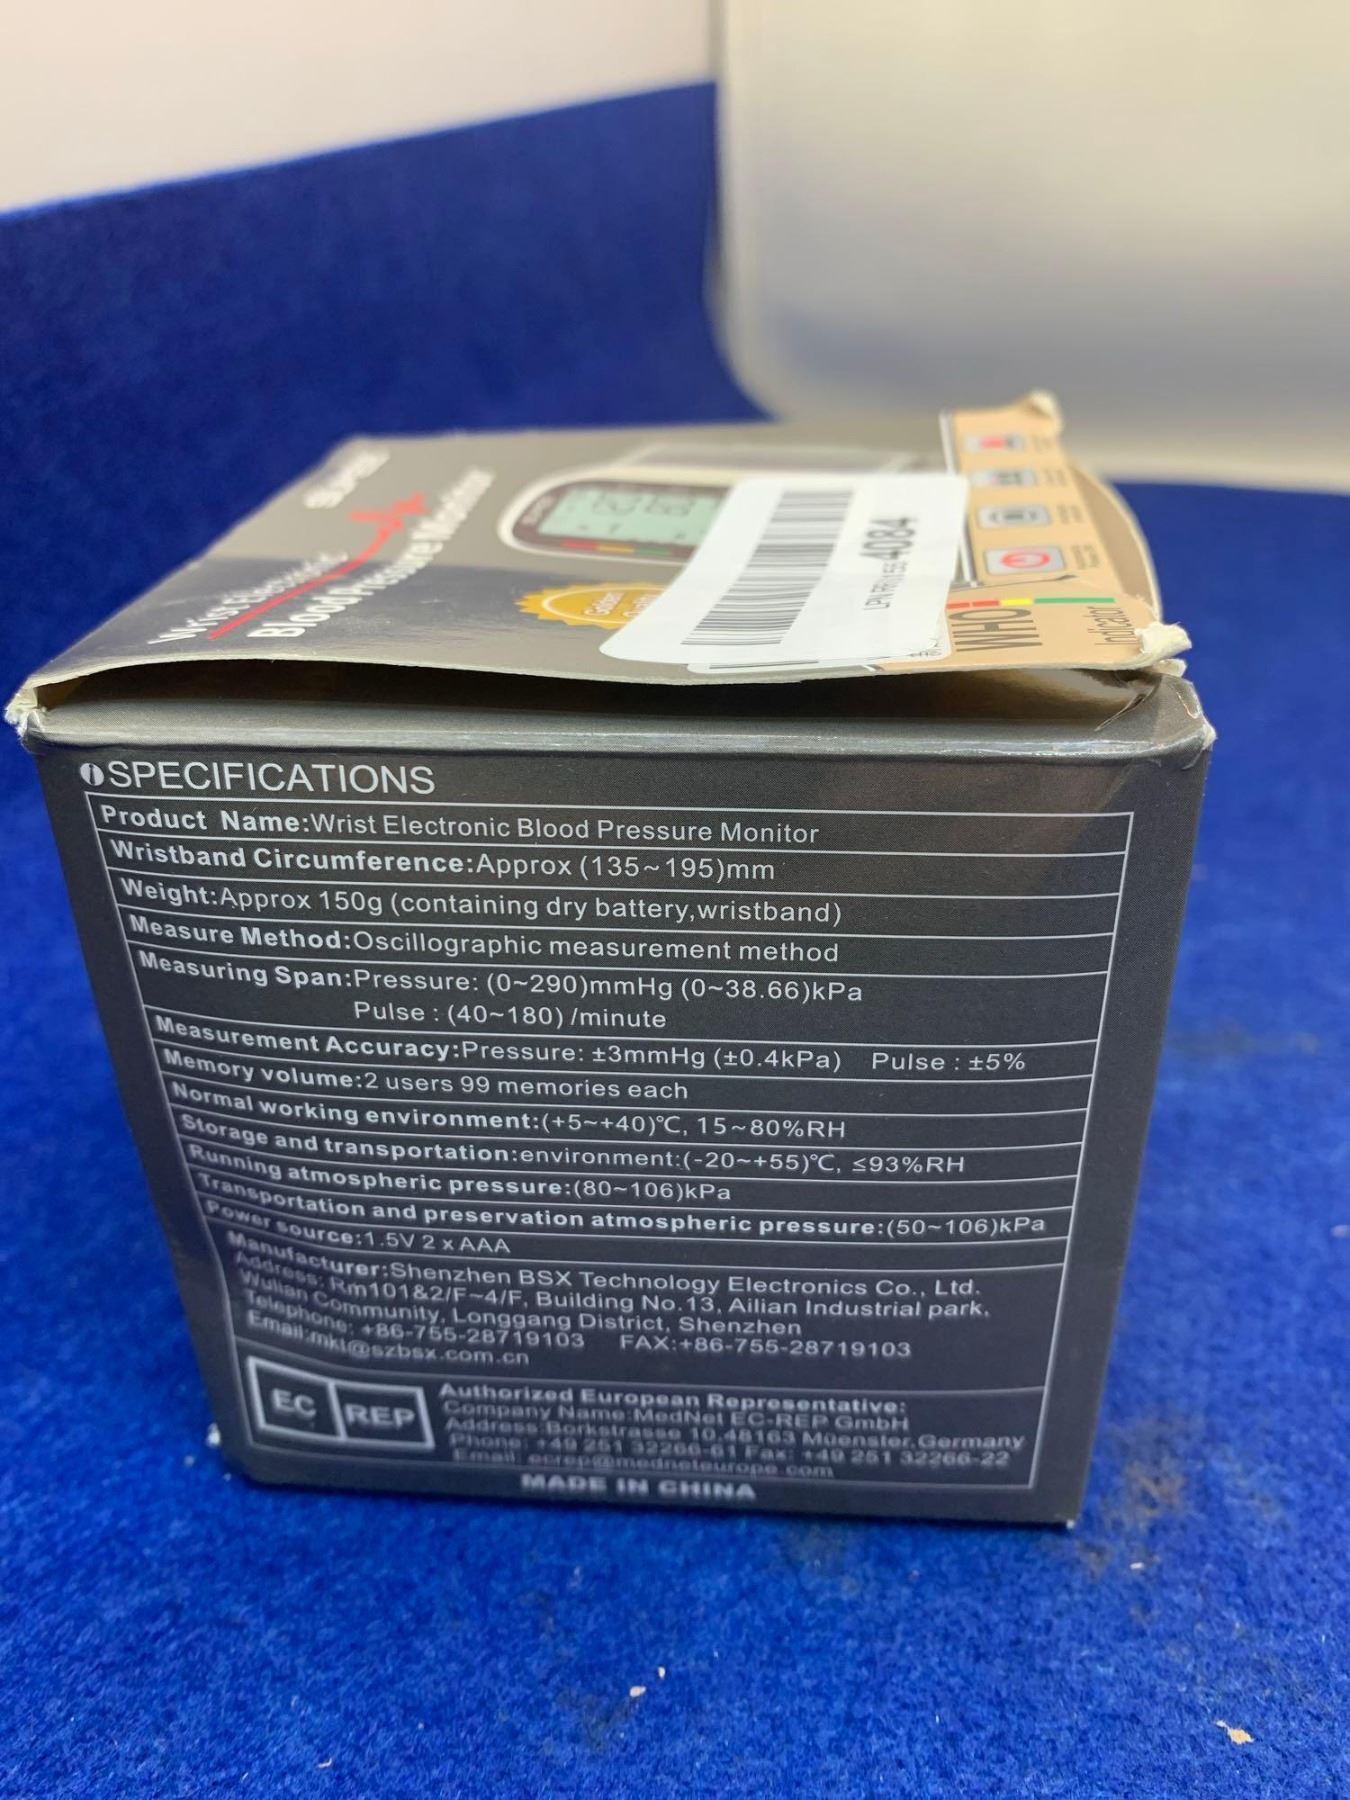 Wrist Electronic
Blood Pressure Monitor
Golden
4084
WHO
Indicator
SPECIFICATIONS
Product Name:Wrist Electronic Blood Pressure Monitor
Wristband Circumference:Approx (135~195)mm
Weight:Approx 150g (containing dry battery,wristband)
Measure Method:Oscillographic measurement method
Measuring Span:Pressure: (0~290)mmHg (0~38.66)kPa
Pulse : (40~180) /minute
Measurement Accuracy:Pressure: ±3mmHg (±0.4kPa) Pulse : ±5%
Memory volume:2 users 99 memories each
Normal working environment:(+5~+40)℃, 15~80%RH
Storage and transportation:environment:(-20~+55)℃, ≤93%RH
Running atmospheric pressure:(80~106)kPa
Transportation and preservation atmospheric pressure:(50~106)kPa
Power source:1.5V 2 x AAA
Manufacturer:Shenzhen BSX Technology Electronics Co., Ltd.
Address: Rm101&2/F~4/F, Building No.13, Ailian Industrial park,
Wulian Community, Longgang District, Shenzhen
Telephone: +86-755-28719103 FAX:+86-755-28719103
Email:mkt@szbsx.com.cn
EC REP
Authorized European Representative:
Company Name:MedNet EC-REP GmbH
Address:Borkstrasse 10,48163 Muenster,Germany
Phone: +49 251 32266-61 Fax: +49 251 32266-22
Email: ecrep@medneteurope.com
MADE IN CHINA